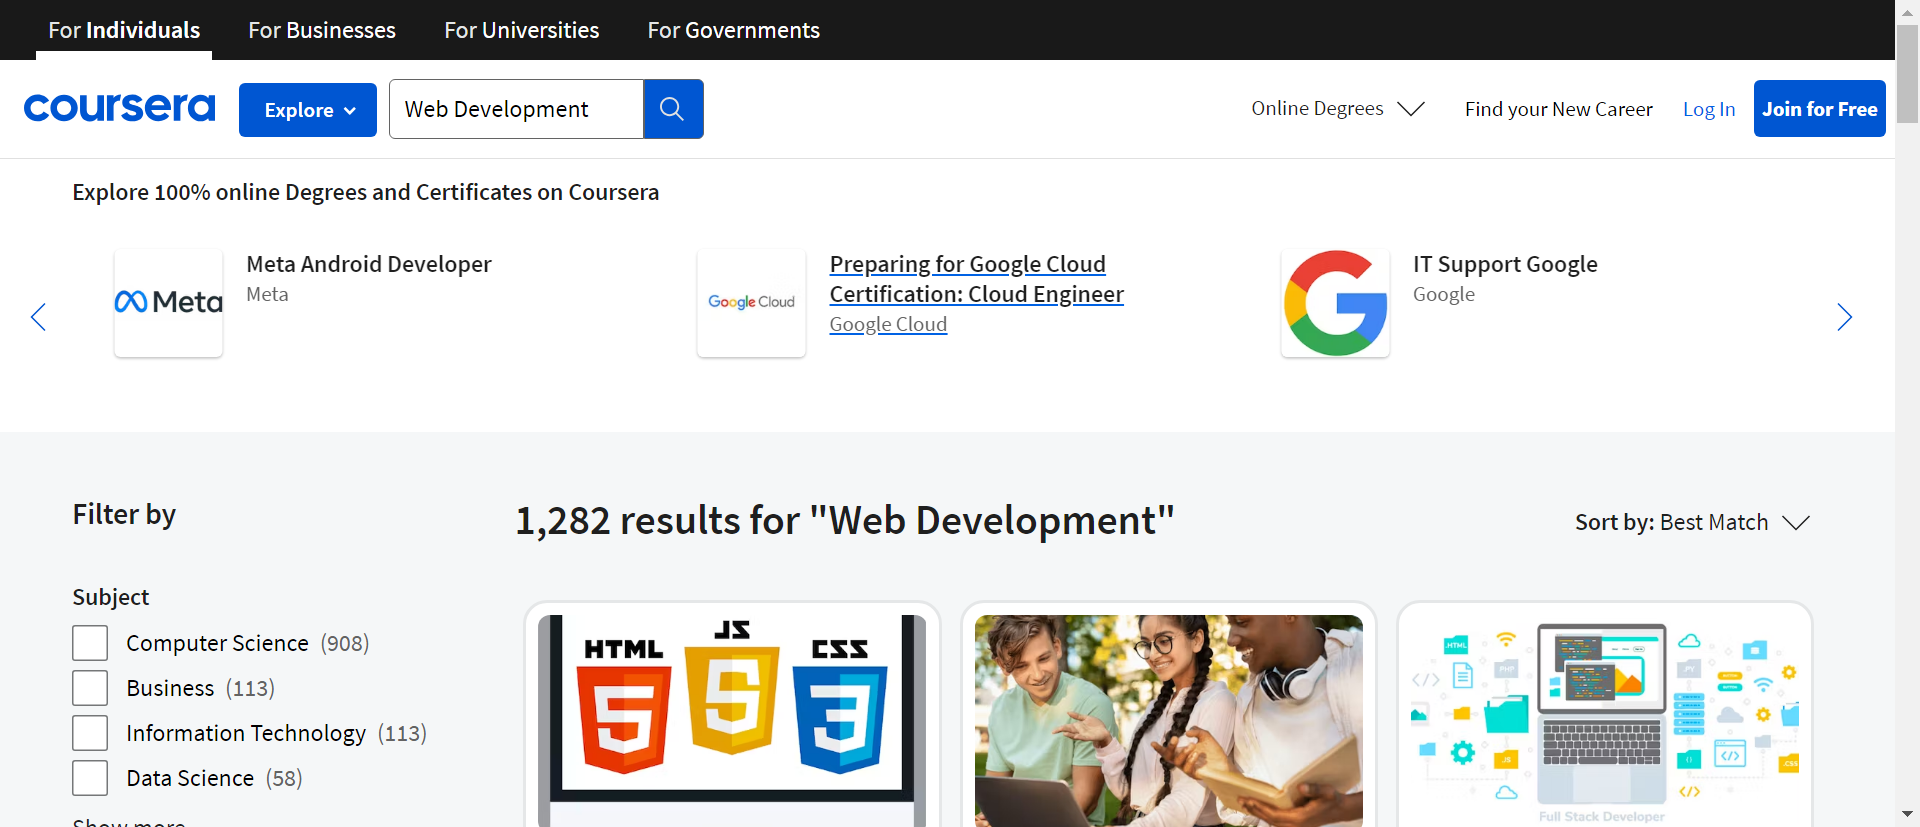 For Individuals
For Businesses
For Universities
For Governments
coursera
Explore
Web Development
Online Degrees
Find your New Career
Log In
Join for Free
Explore 100% online Degrees and Certificates on Coursera
Meta
Meta Android Developer
Meta
Google Cloud
Preparing for Google Cloud
Certification: Cloud Engineer
Google Cloud
IT Support Google
Google
Filter by
1,282 results for "Web Development"
Sort by: Best Match
Subject
Computer Science (908)
Business (113)
Information Technology (113)
Data Science (58)
Show more
HTML
JS
CSS
5
5
3
.HTML
PHP
PY
JS
.CSS
Full Stack Developer